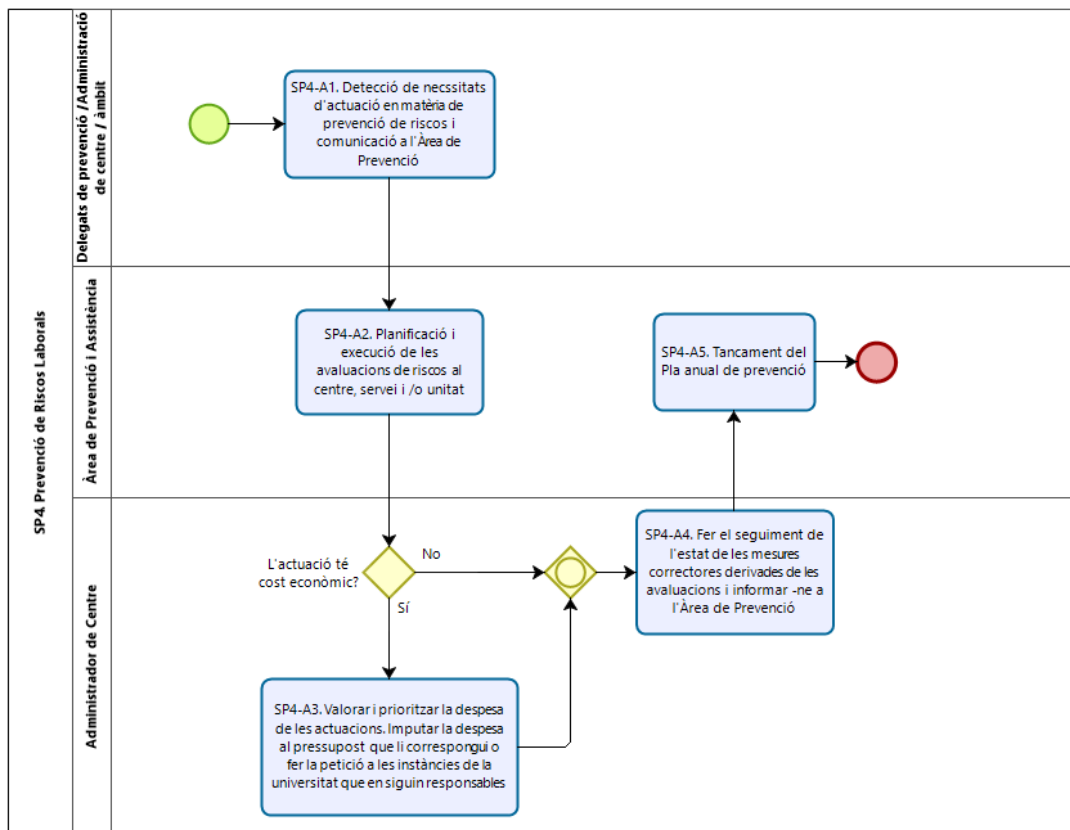 SP4. Prevenció de Riscos Laborals
Delegats de prevenció /Administració
de centre / àmbit
SP4-A1. Detecció de necssitats
d'actuació en matèria de
prevenció de riscos i
comunicació a l'Àrea de
Prevenció
Àrea de Prevenció i Assistència
SP4-A2. Planificació i
execució de les
avaluacions de riscos al
centre, servei i /o unitat
SP4-A5. Tancament del
Pla anual de prevenció
Administrador de Centre
L'actuació té
cost econòmic?
No
Sí
SP4-A4. Fer el seguiment de
l'estat de les mesures
correctores derivades de les
avaluacions i informar -ne a
l'Àrea de Prevenció
SP4-A3. Valorar i prioritzar la despesa
de les actuacions. Imputar la despesa
al pressupost que li correspongui o
fer la petició a les instàncies de la
universitat que en siguin responsables